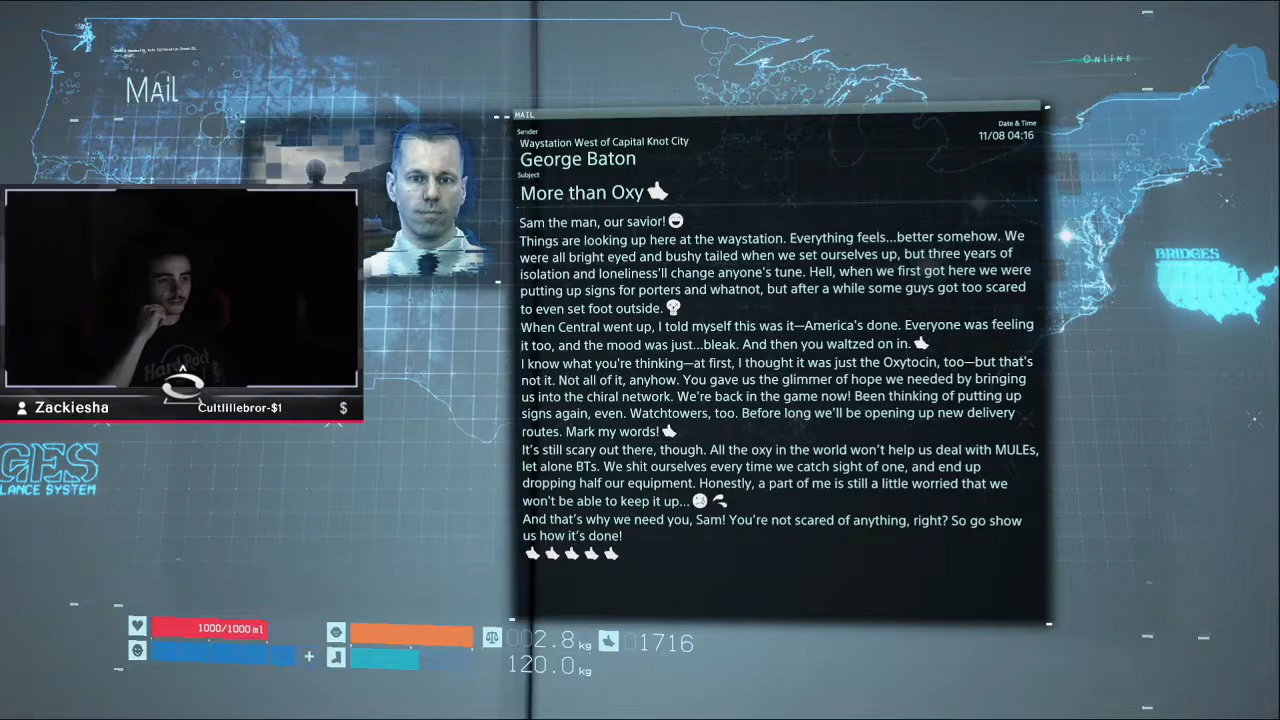 Mail
ONLINE
MAIL
Sender
Date & Time
Waystation West of Capital Knot City
11/08 04:16
George Baton
Subject
More than Oxy
Sam the man, our savior!
Things are looking up here at the waystation. Everything feels...better somehow. We
were all bright eyed and bushy tailed when we set ourselves up, but three years of
isolation and loneliness'll change anyone's tune. Hell, when we first got here we were
putting up signs for porters and whatnot, but after a while some guys got too scared
to even set foot outside.
When Central went up, I told myself this was it—America's done. Everyone was feeling
it too, and the mood was just...bleak. And then you waltzed on in.
I know what you're thinking—at first, I thought it was just the Oxytocin, too—but that's
not it. Not all of it, anyhow. You gave us the glimmer of hope we needed by bringing
us into the chiral network. We're back in the game now! Been thinking of putting up
signs again, even. Watchtowers, too. Before long we'll be opening up new delivery
routes. Mark my words!
It's still scary out there, though. All the oxy in the world won't help us deal with MULEs,
let alone BTs. We shit ourselves every time we catch sight of one, and end up
dropping half our equipment. Honestly, a part of me is still a little worried that we
won't be able to keep it up...
And that's why we need you, Sam! You're not scared of anything, right? So go show
us how it's done!
BRIDGES
Hard Rock
Zackiesha
Cultlillebror-$1
$
GES
LANCE SYSTEM
1000/1000 ml
+
002.8 kg
01716
120.0 kg